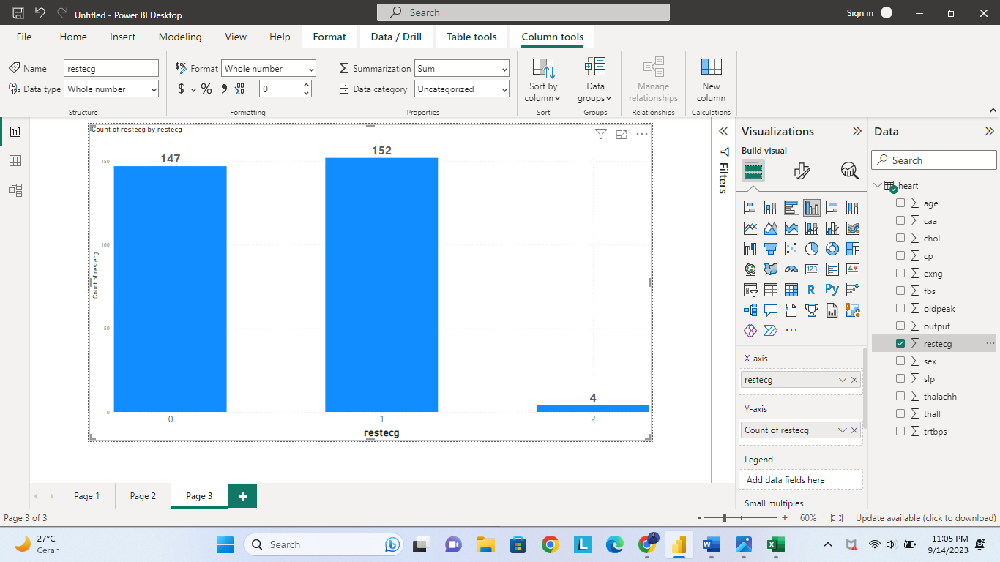 Untitled - Power BI Desktop
Search
Sign in
File Home Insert Modeling View Help Format Data / Drill Table tools Column tools
Name restecg
Data type Whole number
Structure
Format Whole number
$ % 0
Formatting
Summarization Sum
Data category Uncategorized
Properties
Sort by
column
Sort
Data
groups
Groups
Manage
relationships
Relationships
New
column
Calculations
Count of restecg by restecg
Count of restecg
150
100
50
0
147
152
4
0 1 2
restecg
Filters
Visualizations
Build visual
123
R Py
X-axis
restecg
Y-axis
Count of restecg
Legend
Add data fields here
Small multiples
Data
Search
heart
age
caa
chol
cp
exng
fbs
oldpeak
output
restecg
sex
slp
thalachh
thall
trtbps
Page 1 Page 2 Page 3
Page 3 of 3
- + 60%
Update available (click to download)
27°C
Cerah
Search
11:05 PM
9/14/2023